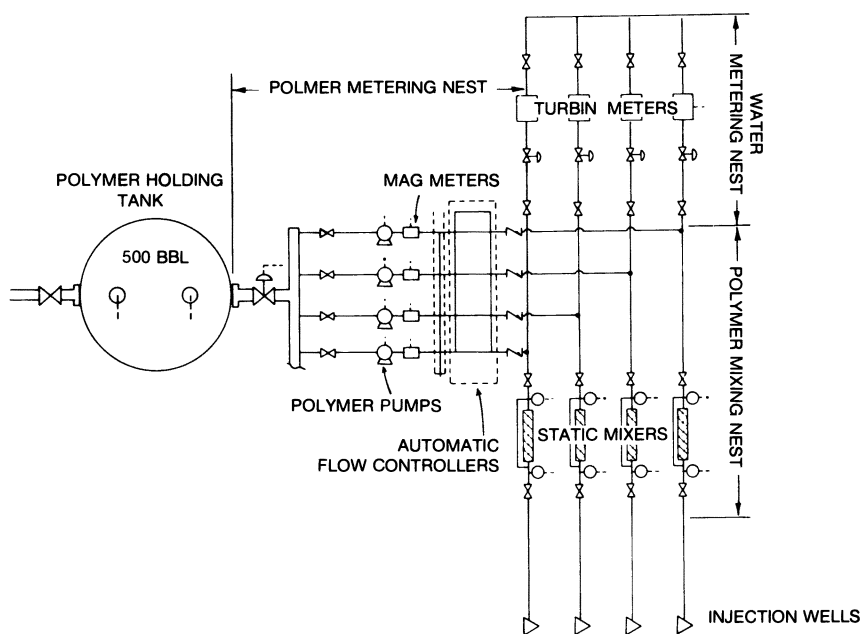 POLMER METERING NEST
TURBIN METERS
WATER
METERING NEST
POLYMER HOLDING
TANK
MAG METERS
500 BBL
POLYMER MIXING NEST
POLYMER PUMPS
STATIC MIXERS
AUTOMATIC
FLOW CONTROLLERS
INJECTION WELLS